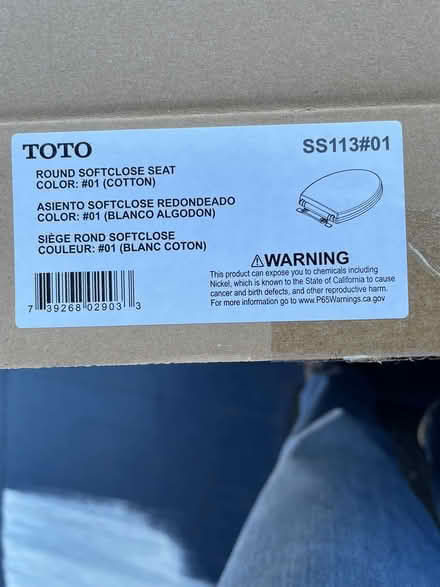 TOTO
SS113#01
ROUND SOFTCLOSE SEAT
COLOR: #01 (COTTON)
ASIENTO SOFTCLOSE REDONDEADO
COLOR: #01 (BLANCO ALGODON)
SIÈGE ROND SOFTCLOSE
COULEUR: #01 (BLANC COTON)
⚠WARNING
This product can expose you to chemicals including
Nickel, which is known to the State of California to cause
cancer and birth defects, and other reproductive harm.
For more information go to www.P65Warnings.ca.gov
7 39268 02903 3